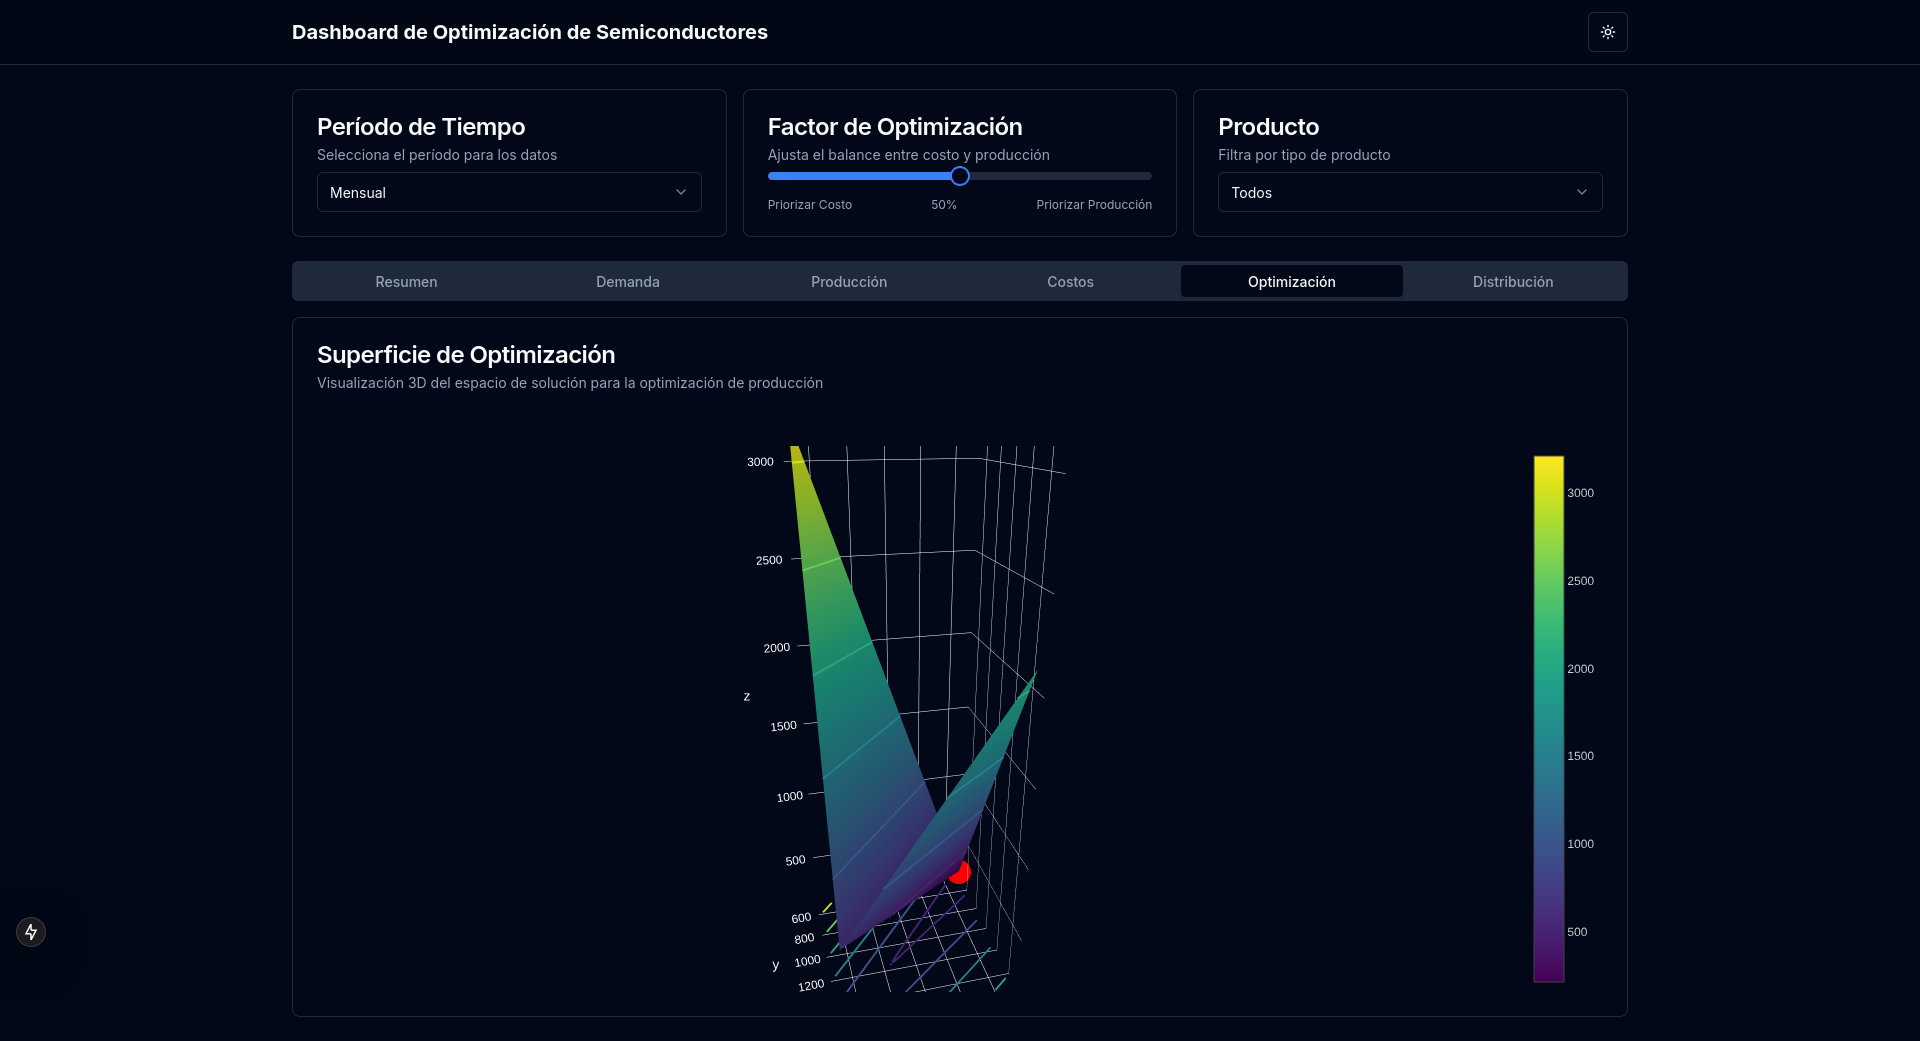 Dashboard de Optimización de Semiconductores
Período de Tiempo
Selecciona el período para los datos
Mensual
Factor de Optimización
Ajusta el balance entre costo y producción
Priorizar Costo
50%
Priorizar Producción
Producto
Filtra por tipo de producto
Todos
Resumen
Demanda
Producción
Costos
Optimización
Distribución
Superficie de Optimización
Visualización 3D del espacio de solución para la optimización de producción
3000
2500
2000
z
1500
1000
500
600
800
y
1000
1200
3000
2500
2000
1500
1000
500